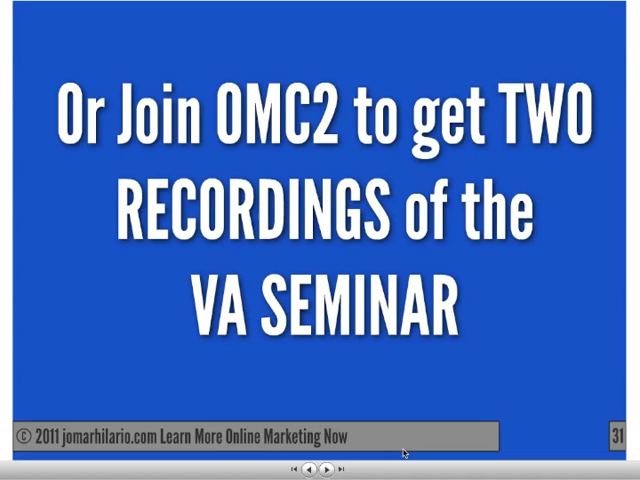 Or Join OMC2 to get TWO
RECORDINGS of the
VA SEMINAR
© 2011 jomarhilario.com Learn More Online Marketing Now
31